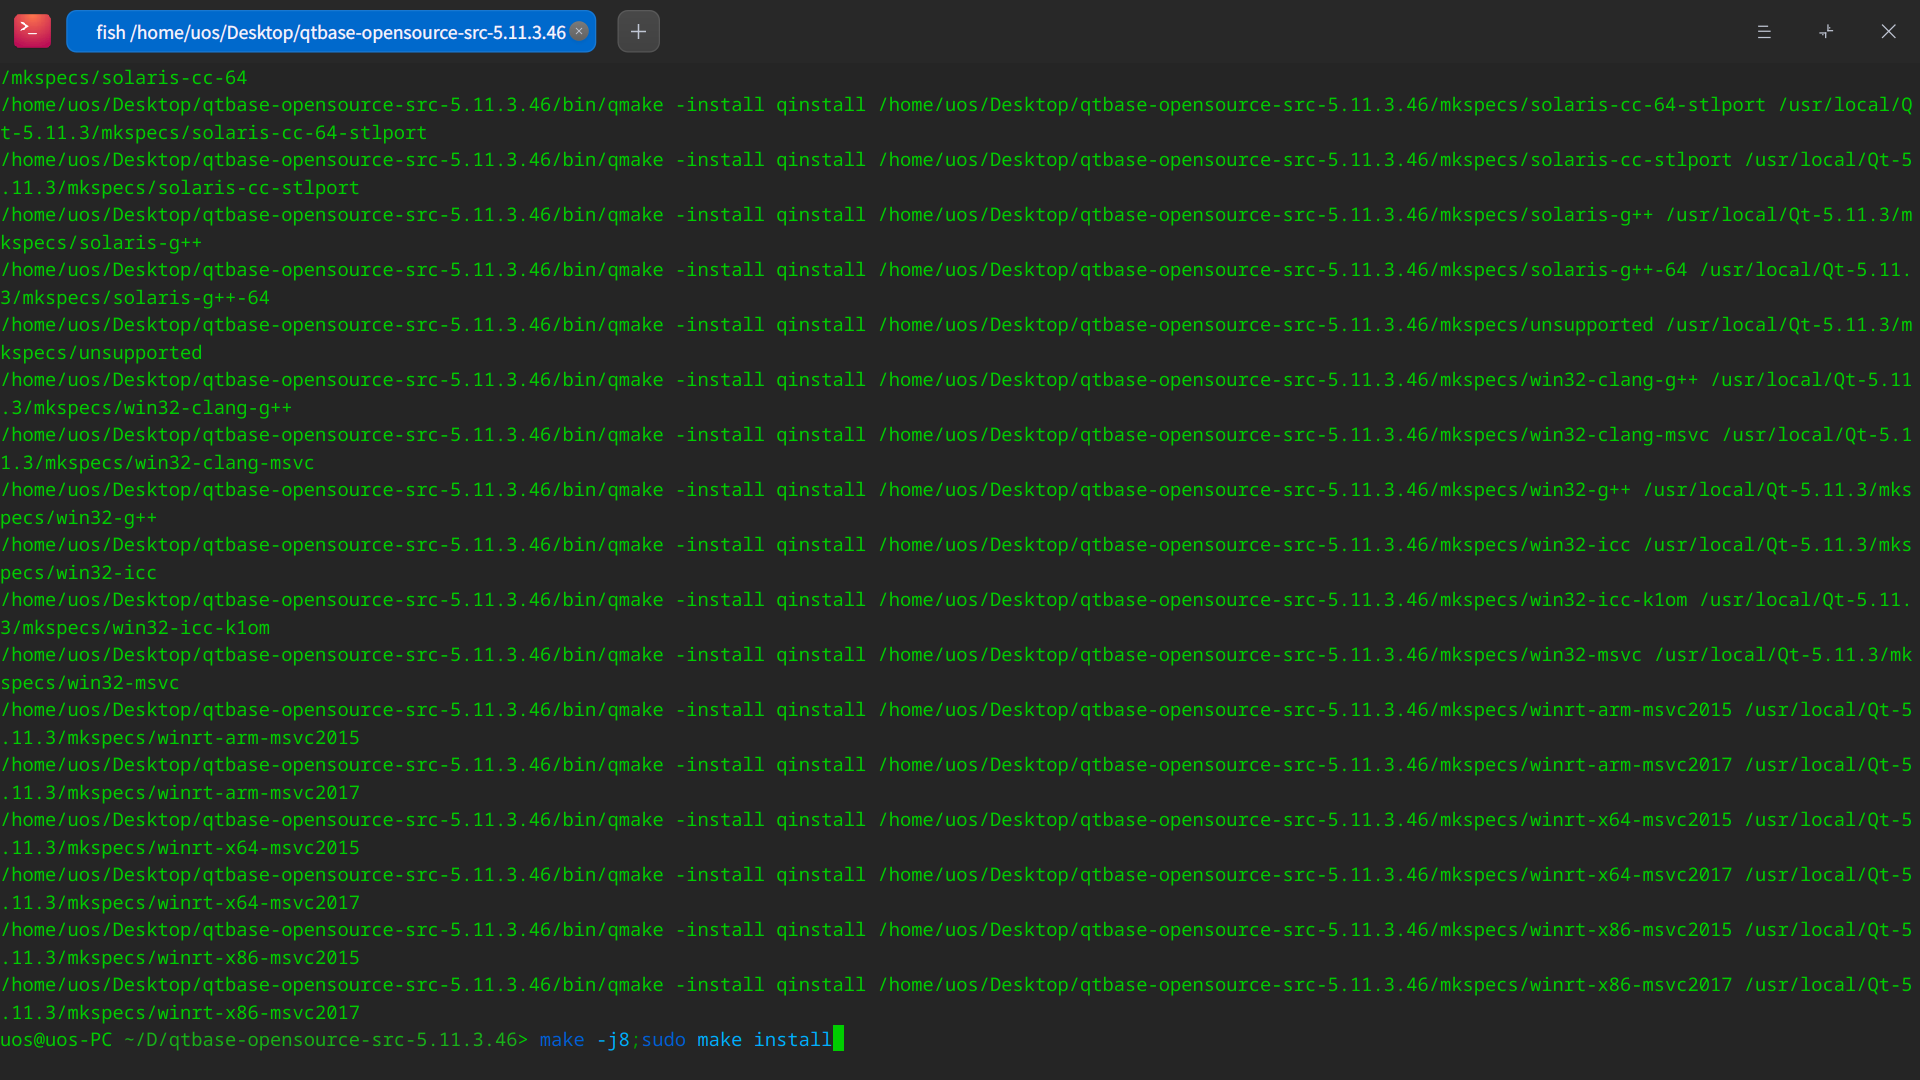 fish /home/uos/Desktop/qtbase-opensource-src-5.11.3.46
/mkspecs/solaris-cc-64
/home/uos/Desktop/qtbase-opensource-src-5.11.3.46/bin/qmake -install qinstall /home/uos/Desktop/qtbase-opensource-src-5.11.3.46/mkspecs/solaris-cc-64-stlport /usr/local/Q
t-5.11.3/mkspecs/solaris-cc-64-stlport
/home/uos/Desktop/qtbase-opensource-src-5.11.3.46/bin/qmake -install qinstall /home/uos/Desktop/qtbase-opensource-src-5.11.3.46/mkspecs/solaris-cc-stlport /usr/local/Qt-5
.11.3/mkspecs/solaris-cc-stlport
/home/uos/Desktop/qtbase-opensource-src-5.11.3.46/bin/qmake -install qinstall /home/uos/Desktop/qtbase-opensource-src-5.11.3.46/mkspecs/solaris-g++ /usr/local/Qt-5.11.3/m
kspecs/solaris-g++
/home/uos/Desktop/qtbase-opensource-src-5.11.3.46/bin/qmake -install qinstall /home/uos/Desktop/qtbase-opensource-src-5.11.3.46/mkspecs/solaris-g++-64 /usr/local/Qt-5.11.
3/mkspecs/solaris-g++-64
/home/uos/Desktop/qtbase-opensource-src-5.11.3.46/bin/qmake -install qinstall /home/uos/Desktop/qtbase-opensource-src-5.11.3.46/mkspecs/unsupported /usr/local/Qt-5.11.3/m
kspecs/unsupported
/home/uos/Desktop/qtbase-opensource-src-5.11.3.46/bin/qmake -install qinstall /home/uos/Desktop/qtbase-opensource-src-5.11.3.46/mkspecs/win32-clang-g++ /usr/local/Qt-5.11
.3/mkspecs/win32-clang-g++
/home/uos/Desktop/qtbase-opensource-src-5.11.3.46/bin/qmake -install qinstall /home/uos/Desktop/qtbase-opensource-src-5.11.3.46/mkspecs/win32-clang-msvc /usr/local/Qt-5.1
1.3/mkspecs/win32-clang-msvc
/home/uos/Desktop/qtbase-opensource-src-5.11.3.46/bin/qmake -install qinstall /home/uos/Desktop/qtbase-opensource-src-5.11.3.46/mkspecs/win32-g++ /usr/local/Qt-5.11.3/mks
pecs/win32-g++
/home/uos/Desktop/qtbase-opensource-src-5.11.3.46/bin/qmake -install qinstall /home/uos/Desktop/qtbase-opensource-src-5.11.3.46/mkspecs/win32-icc /usr/local/Qt-5.11.3/mks
pecs/win32-icc
/home/uos/Desktop/qtbase-opensource-src-5.11.3.46/bin/qmake -install qinstall /home/uos/Desktop/qtbase-opensource-src-5.11.3.46/mkspecs/win32-icc-k1om /usr/local/Qt-5.11.
3/mkspecs/win32-icc-k1om
/home/uos/Desktop/qtbase-opensource-src-5.11.3.46/bin/qmake -install qinstall /home/uos/Desktop/qtbase-opensource-src-5.11.3.46/mkspecs/win32-msvc /usr/local/Qt-5.11.3/mk
specs/win32-msvc
/home/uos/Desktop/qtbase-opensource-src-5.11.3.46/bin/qmake -install qinstall /home/uos/Desktop/qtbase-opensource-src-5.11.3.46/mkspecs/winrt-arm-msvc2015 /usr/local/Qt-5
.11.3/mkspecs/winrt-arm-msvc2015
/home/uos/Desktop/qtbase-opensource-src-5.11.3.46/bin/qmake -install qinstall /home/uos/Desktop/qtbase-opensource-src-5.11.3.46/mkspecs/winrt-arm-msvc2017 /usr/local/Qt-5
.11.3/mkspecs/winrt-arm-msvc2017
/home/uos/Desktop/qtbase-opensource-src-5.11.3.46/bin/qmake -install qinstall /home/uos/Desktop/qtbase-opensource-src-5.11.3.46/mkspecs/winrt-x64-msvc2015 /usr/local/Qt-5
.11.3/mkspecs/winrt-x64-msvc2015
/home/uos/Desktop/qtbase-opensource-src-5.11.3.46/bin/qmake -install qinstall /home/uos/Desktop/qtbase-opensource-src-5.11.3.46/mkspecs/winrt-x64-msvc2017 /usr/local/Qt-5
.11.3/mkspecs/winrt-x64-msvc2017
/home/uos/Desktop/qtbase-opensource-src-5.11.3.46/bin/qmake -install qinstall /home/uos/Desktop/qtbase-opensource-src-5.11.3.46/mkspecs/winrt-x86-msvc2015 /usr/local/Qt-5
.11.3/mkspecs/winrt-x86-msvc2015
/home/uos/Desktop/qtbase-opensource-src-5.11.3.46/bin/qmake -install qinstall /home/uos/Desktop/qtbase-opensource-src-5.11.3.46/mkspecs/winrt-x86-msvc2017 /usr/local/Qt-5
.11.3/mkspecs/winrt-x86-msvc2017
uos@uos-PC ~/D/qtbase-opensource-src-5.11.3.46> make -j8;sudo make install